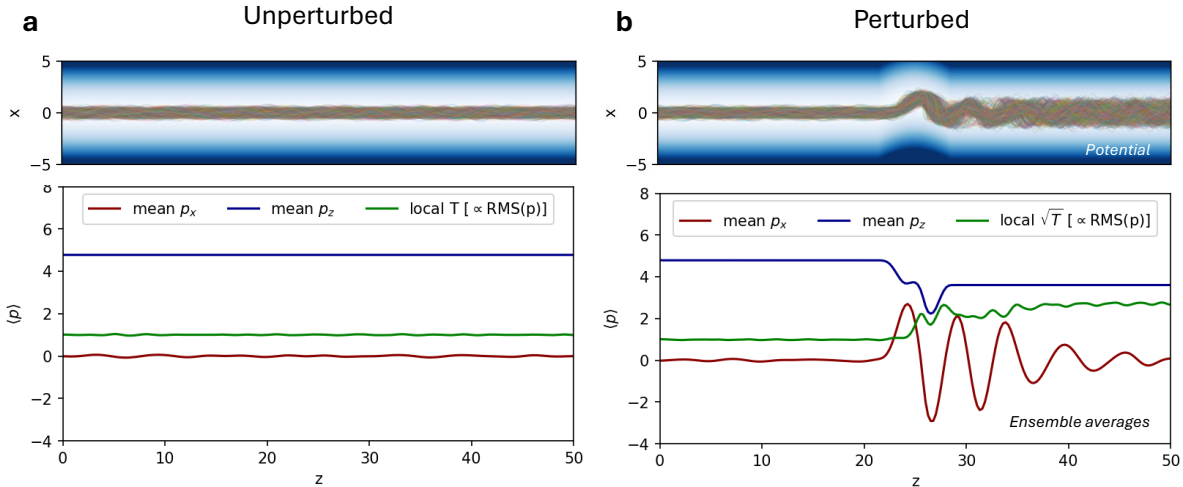 a
Unperturbed
5
0
−5
x
8
6
4
2
0
−2
−4
⟨p⟩
mean pₓ
mean p_z
local T [ ∝ RMS(p)]
0
10
20
30
40
50
z
b
Perturbed
5
0
−5
x
Potential
8
6
4
2
0
−2
−4
⟨p⟩
mean pₓ
mean p_z
local √T [ ∝ RMS(p)]
Ensemble averages
0
10
20
30
40
50
z